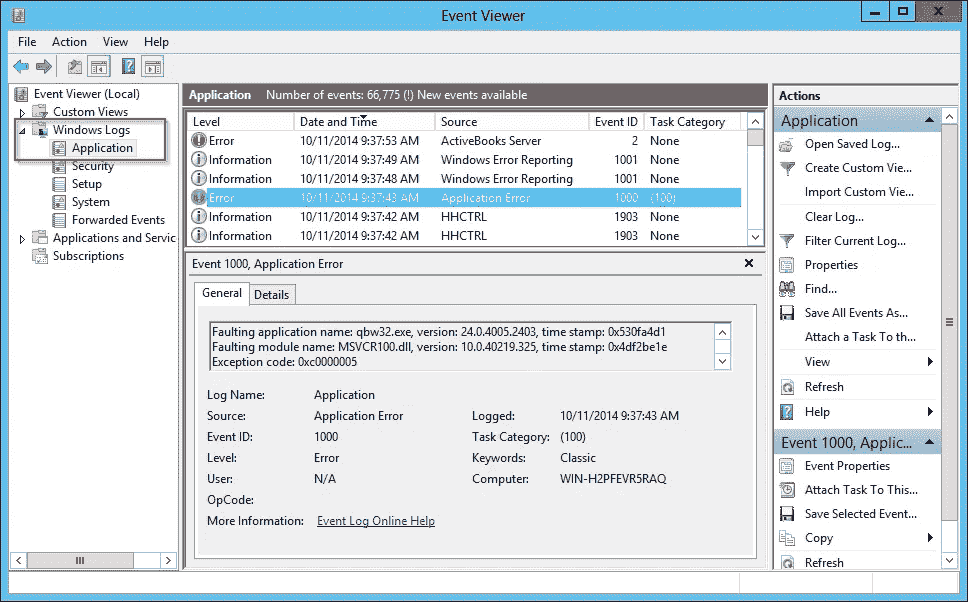 Event Viewer
File Action View Help
Event Viewer (Local)
Custom Views
Windows Logs
Application
Security
Setup
System
Forwarded Events
Applications and Servic
Subscriptions
Application Number of events: 66,775 (!) New events available
Level Date and Time Source Event ID Task Category
Error 10/11/2014 9:37:53 AM ActiveBooks Server 2 None
Information 10/11/2014 9:37:49 AM Windows Error Reporting 1001 None
Information 10/11/2014 9:37:48 AM Windows Error Reporting 1001 None
Error 10/11/2014 9:37:43 AM Application Error 1000 (100)
Information 10/11/2014 9:37:42 AM HHCTRL 1903 None
Information 10/11/2014 9:37:42 AM HHCTRL 1903 None
Event 1000, Application Error
General Details
Faulting application name: qbw32.exe, version: 24.0.4005.2403, time stamp: 0x530fa4d1
Faulting module name: MSVCR100.dll, version: 10.0.40219.325, time stamp: 0x4df2be1e
Exception code: 0xc0000005
Log Name: Application
Source: Application Error Logged: 10/11/2014 9:37:43 AM
Event ID: 1000 Task Category: (100)
Level: Error Keywords: Classic
User: N/A Computer: WIN-H2PFEVR5RAQ
OpCode:
More Information: Event Log Online Help
Actions
Application
Open Saved Log...
Create Custom Vie...
Import Custom Vie...
Clear Log...
Filter Current Log...
Properties
Find...
Save All Events As...
Attach a Task To th...
View
Refresh
Help
Event 1000, Applic...
Event Properties
Attach Task To This...
Save Selected Event...
Copy
Refresh